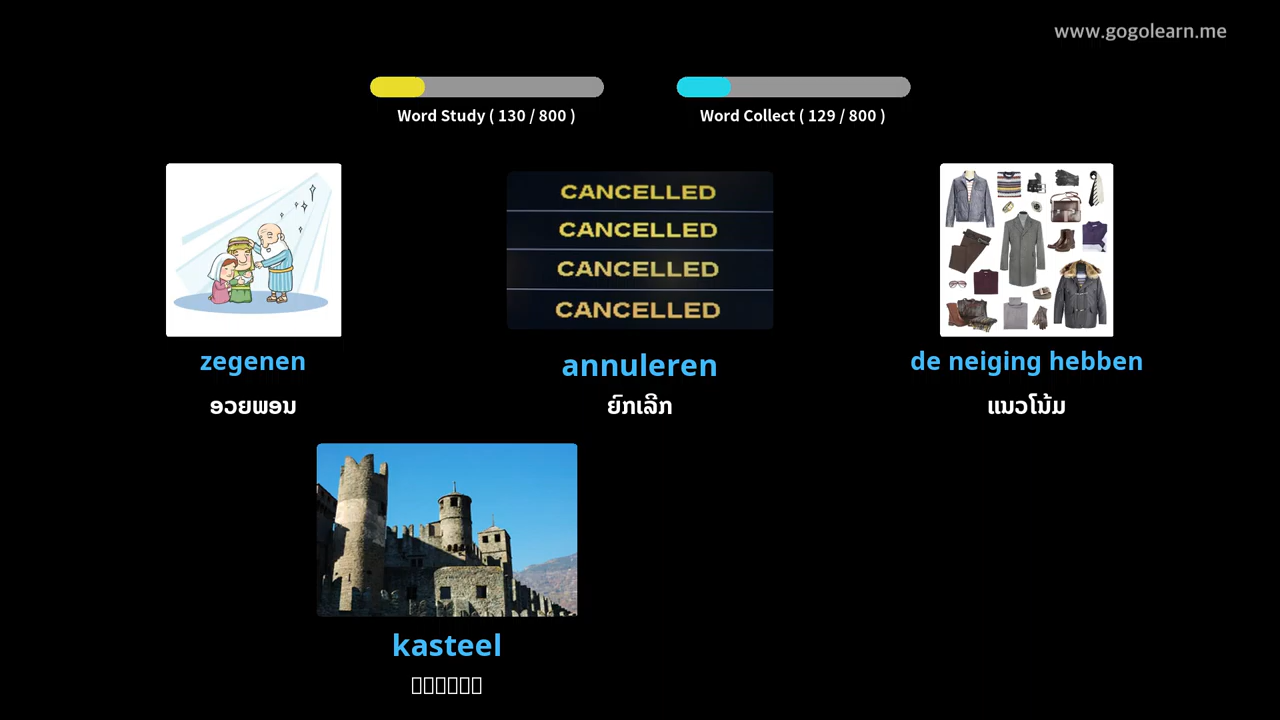 www.gogolearn.me
Word Study ( 130 / 800 )
Word Collect ( 129 / 800 )
CANCELLED
CANCELLED
CANCELLED
CANCELLED
zegenen
annuleren
de neiging hebben
ອວຍພອນ
ຍົກເລີກ
ແນວໂນ້ມ
kasteel